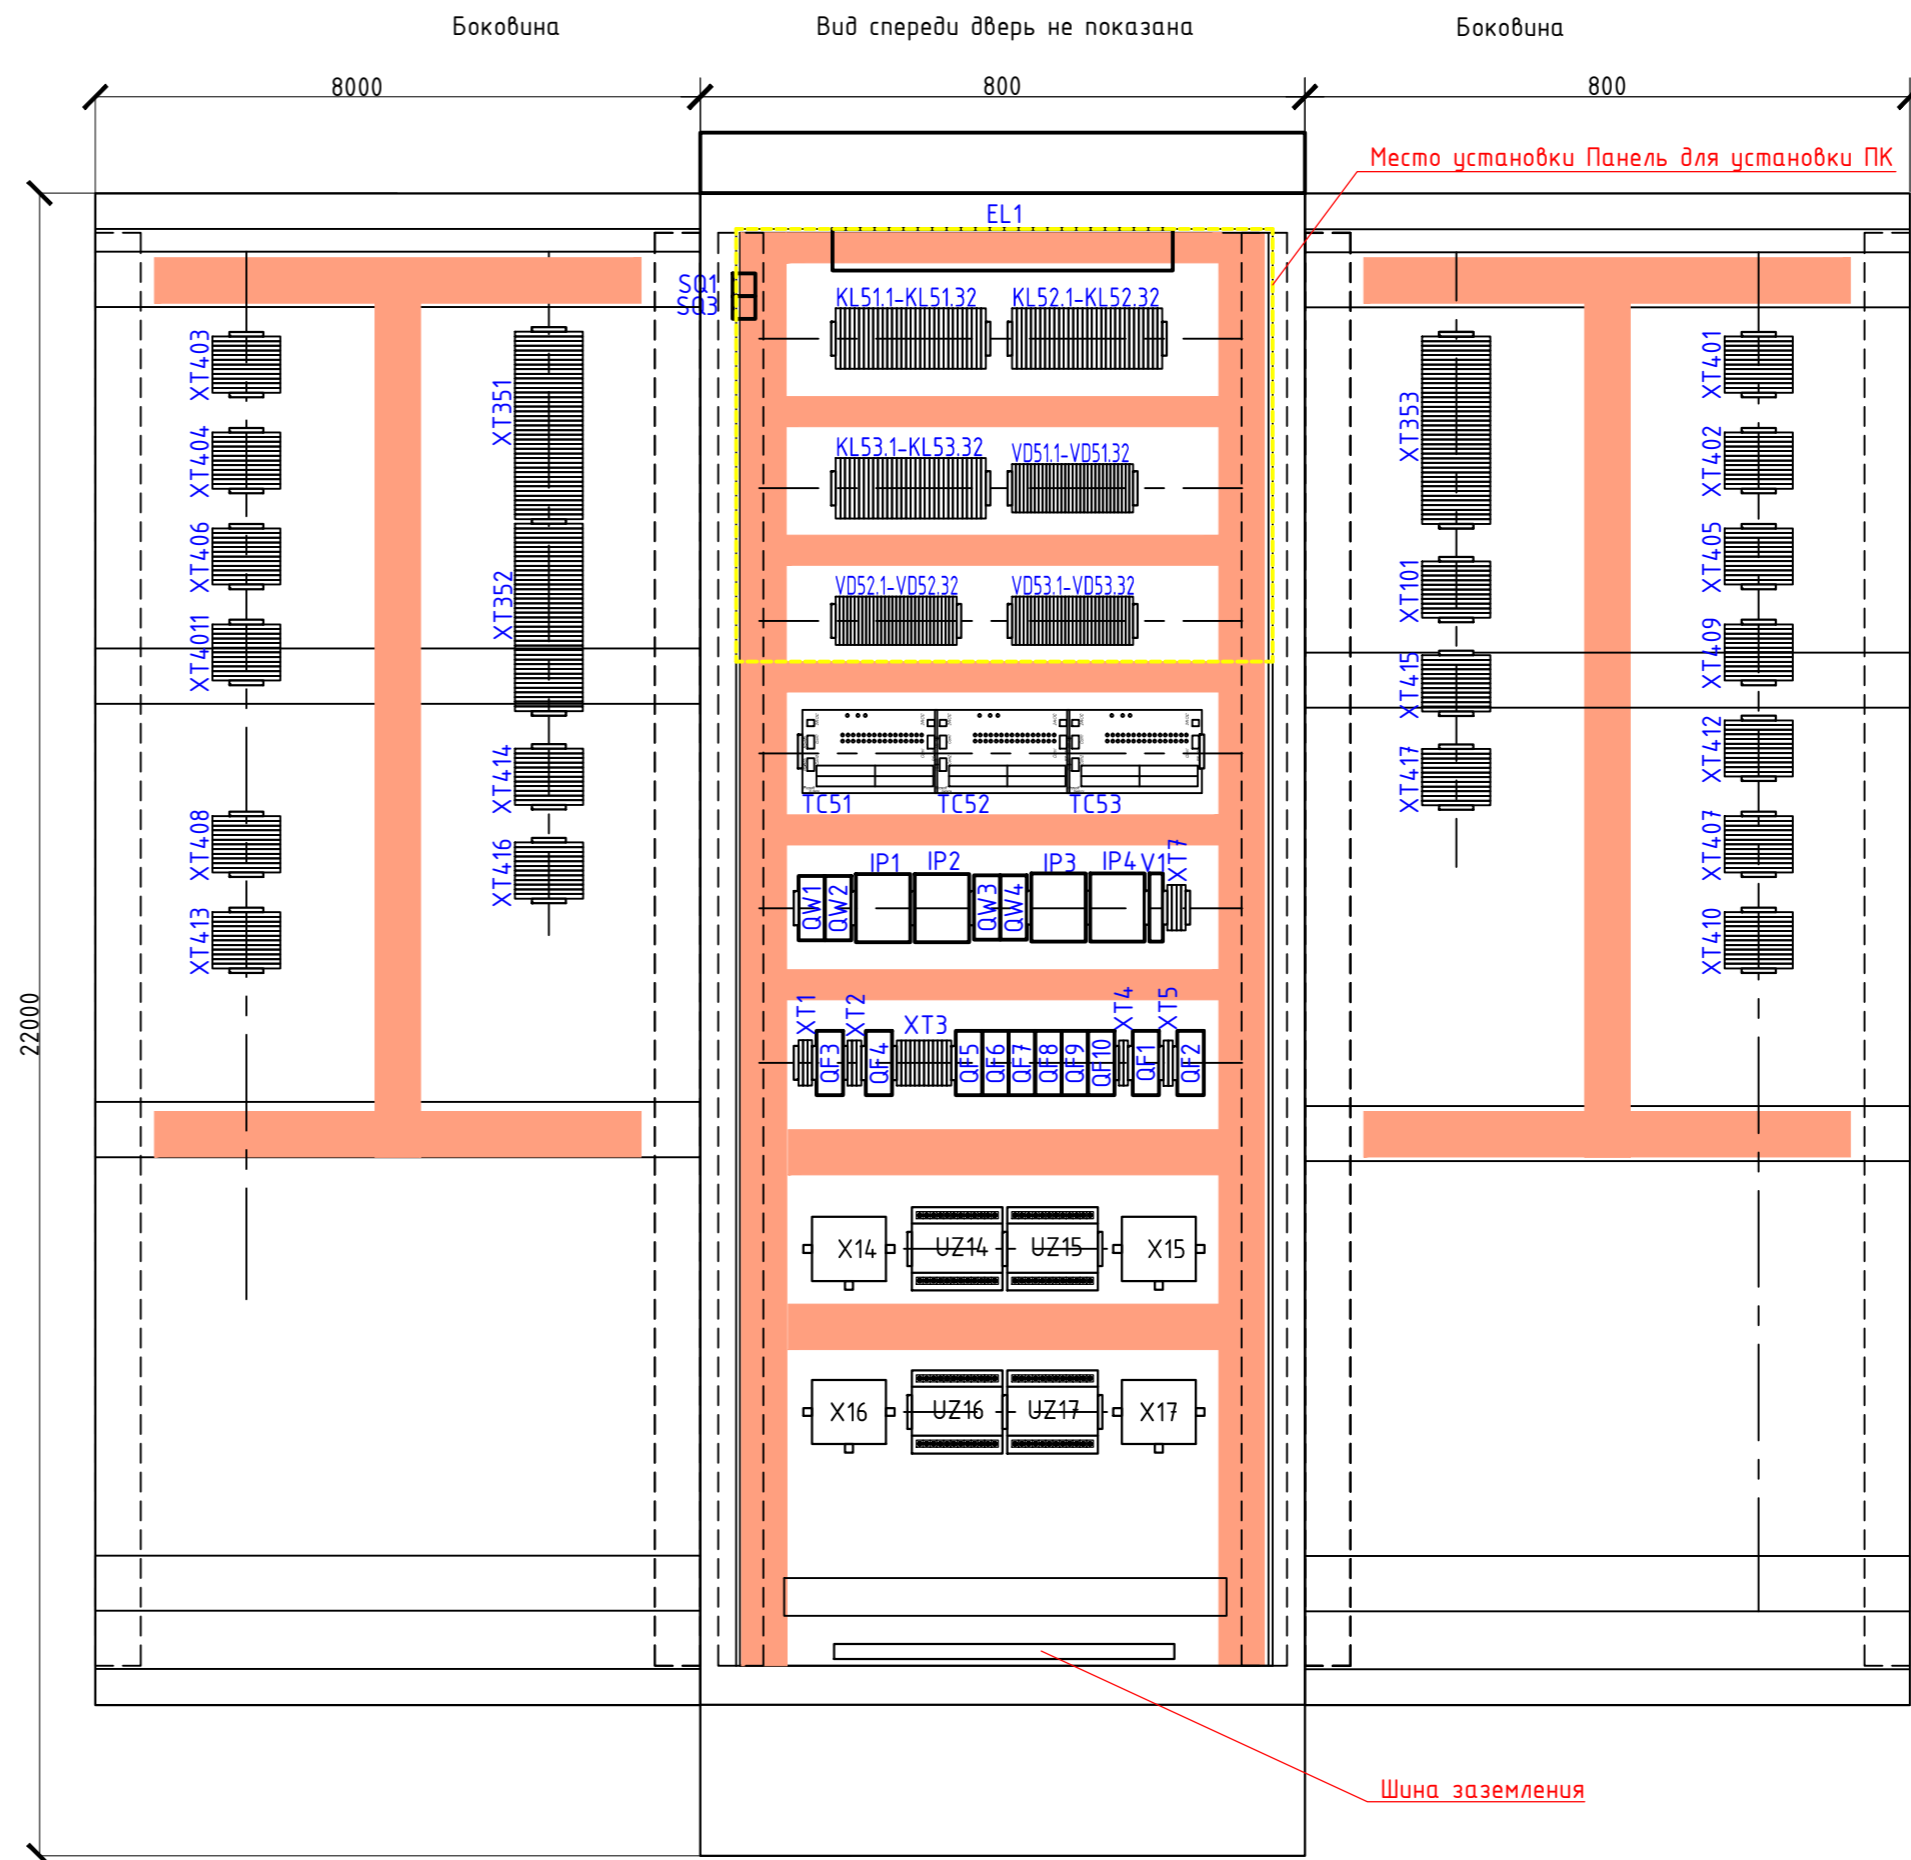 Боковина
Вид спереди дверь не показана
Боковина
8000
800
800
Место установки Панель для установки ПК
22000
EL1
SQ1
SQ3
KL51.1-KL51.32
KL52.1-KL52.32
KL53.1-KL53.32
VD51.1-VD51.32
VD52.1-VD52.32
VD53.1-VD53.32
XT403
XT404
XT406
XT4011
XT408
XT413
XT351
XT352
XT414
XT416
TC51
TC52
TC53
QW1
QW2
IP1
IP2
QW3
QW4
IP3
IP4
V1
XT7
XT1
QF3
XT2
QF4
XT3
QF5
QF6
QF7
QF8
QF9
QF10
XT4
QF1
XT5
QF2
X14
UZ14
UZ15
X15
X16
UZ16
UZ17
X17
XT353
XT101
XT415
XT417
XT401
XT402
XT405
XT409
XT412
XT407
XT410
Шина заземления